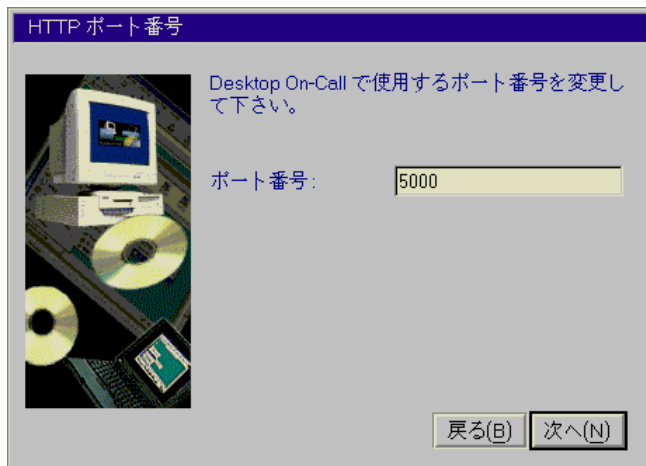 HTTP ポート番号
Desktop On-Call で使用するポート番号を変更し
て下さい。
ポート番号: 5000
戻る(B) 次へ(N)